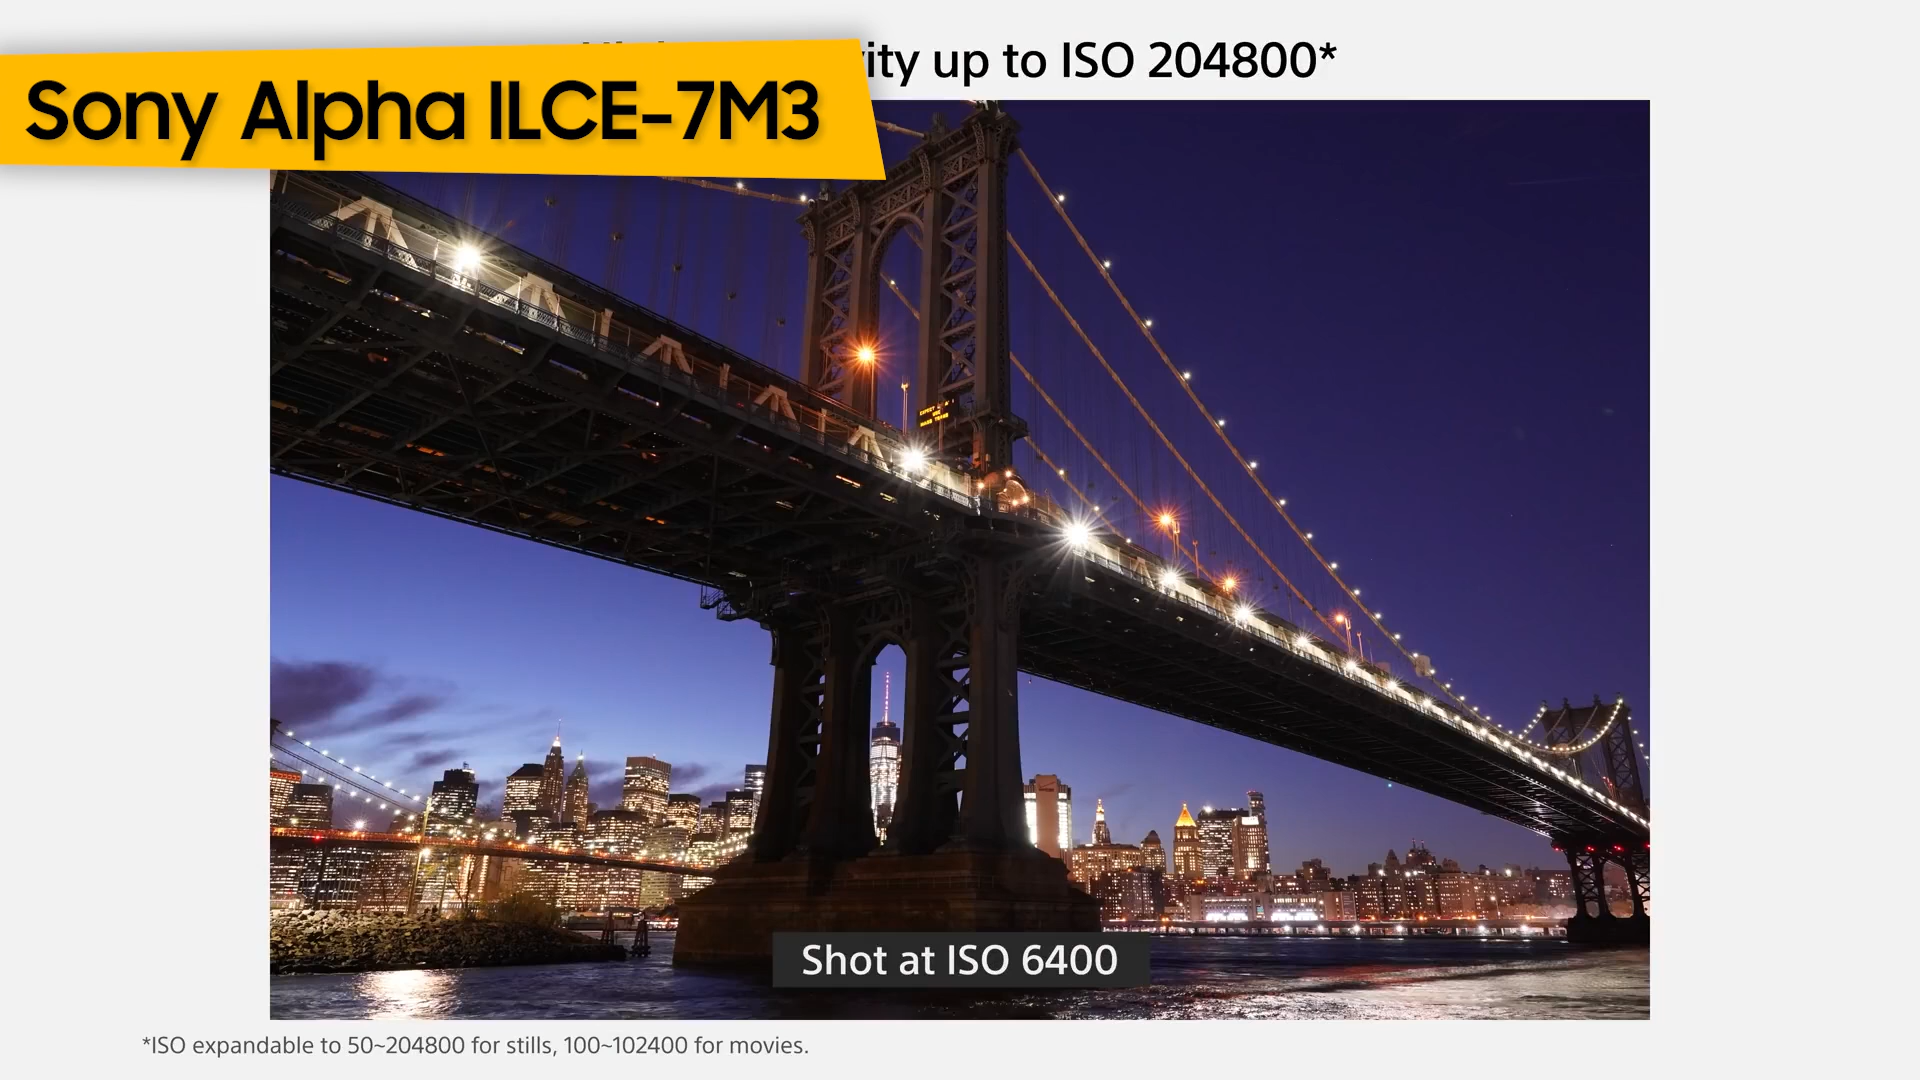 ity up to ISO 204800*
Sony Alpha ILCE-7M3
Shot at ISO 6400
*ISO expandable to 50~204800 for stills, 100~102400 for movies.